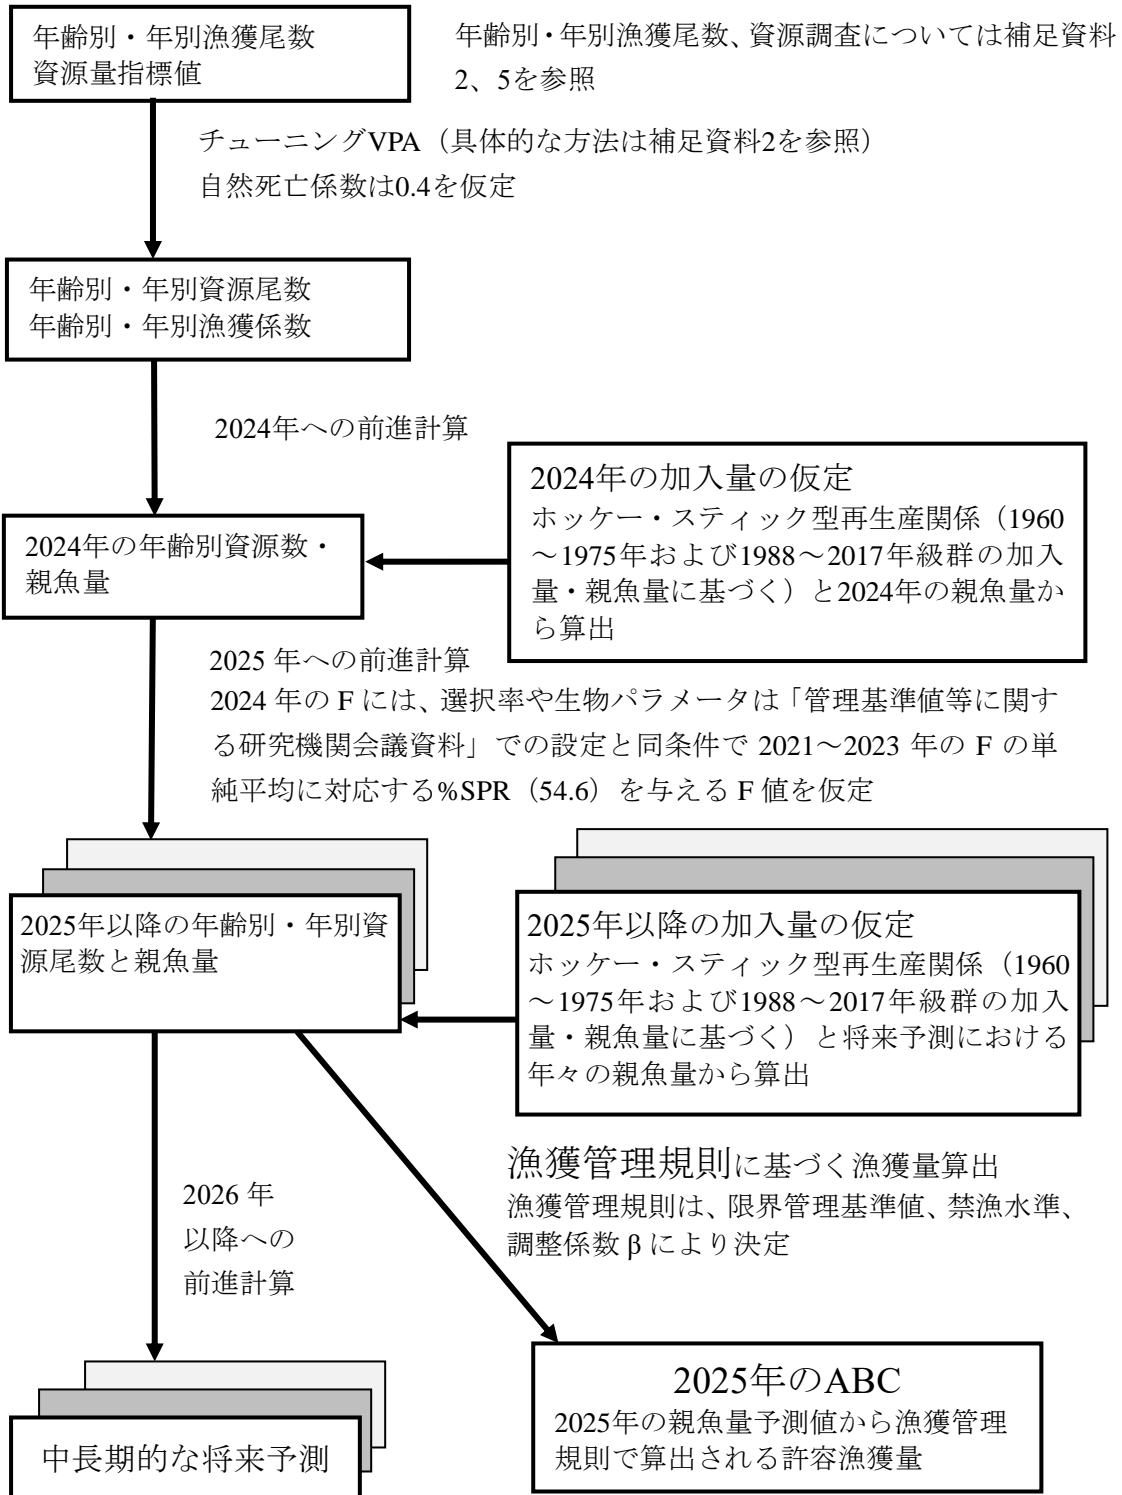 年齢別・年別漁獲尾数
資源量指標値
年齢別・年別漁獲尾数、資源調査については補足資料
2、5を参照
チューニングVPA（具体的な方法は補足資料2を参照）
自然死亡係数は0.4を仮定
年齢別・年別資源尾数
年齢別・年別漁獲係数
2024年への前進計算
2024年の加入量の仮定
ホッケー・スティック型再生産関係（1960
～1975年および1988～2017年級群の加入
量・親魚量に基づく）と2024年の親魚量か
ら算出
2024年の年齢別資源数・
親魚量
2025 年への前進計算
2024 年の F には、選択率や生物パラメータは「管理基準値等に関す
る研究機関会議資料」での設定と同条件で 2021～2023 年の F の単
純平均に対応する%SPR（54.6）を与える F 値を仮定
2025年以降の年齢別・年別資
源尾数と親魚量
2025年以降の加入量の仮定
ホッケー・スティック型再生産関係（1960
～1975年および1988～2017年級群の加入
量・親魚量に基づく）と将来予測における
年々の親魚量から算出
漁獲管理規則に基づく漁獲量算出
漁獲管理規則は、限界管理基準値、禁漁水準、
調整係数 β により決定
2026 年
以降への
前進計算
中長期的な将来予測
2025年のABC
2025年の親魚量予測値から漁獲管理
規則で算出される許容漁獲量